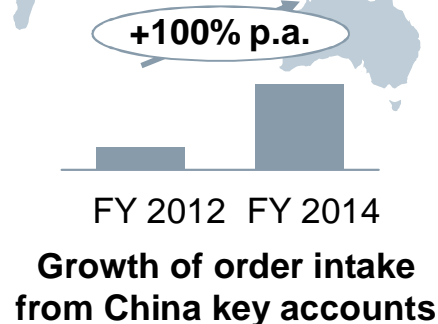 +100% p.a.
FY 2012 FY 2014
Growth of order intake
from China key accounts